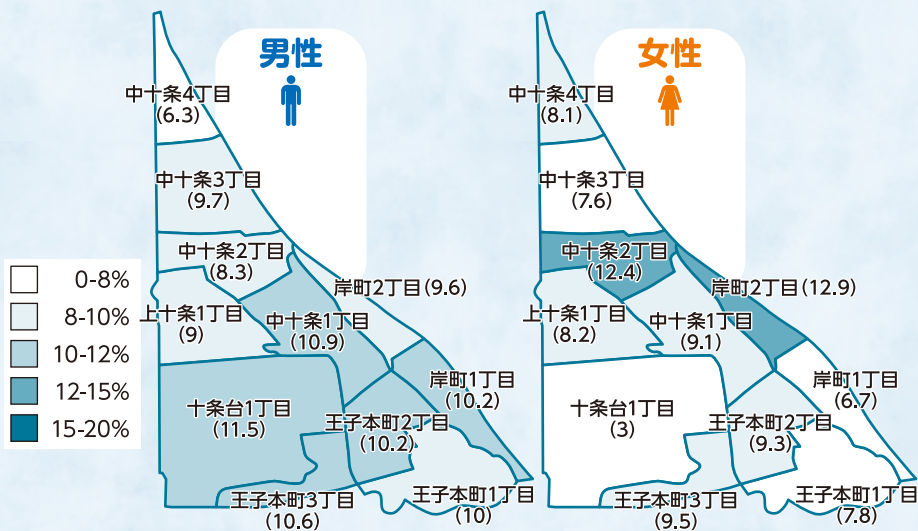 男性
中十条4丁目
(6.3)
中十条3丁目
(9.7)
中十条2丁目
(8.3)
岸町2丁目(9.6)
上十条1丁目
(9)
中十条1丁目
(10.9)
岸町1丁目
(10.2)
十条台1丁目
(11.5)
王子本町2丁目
(10.2)
王子本町3丁目
(10.6)
王子本町1丁目
(10)
0-8%
8-10%
10-12%
12-15%
15-20%
女性
中十条4丁目
(8.1)
中十条3丁目
(7.6)
中十条2丁目
(12.4)
岸町2丁目(12.9)
上十条1丁目
(8.2)
中十条1丁目
(9.1)
岸町1丁目
(6.7)
十条台1丁目
(3)
王子本町2丁目
(9.3)
王子本町3丁目
(9.5)
王子本町1丁目
(7.8)